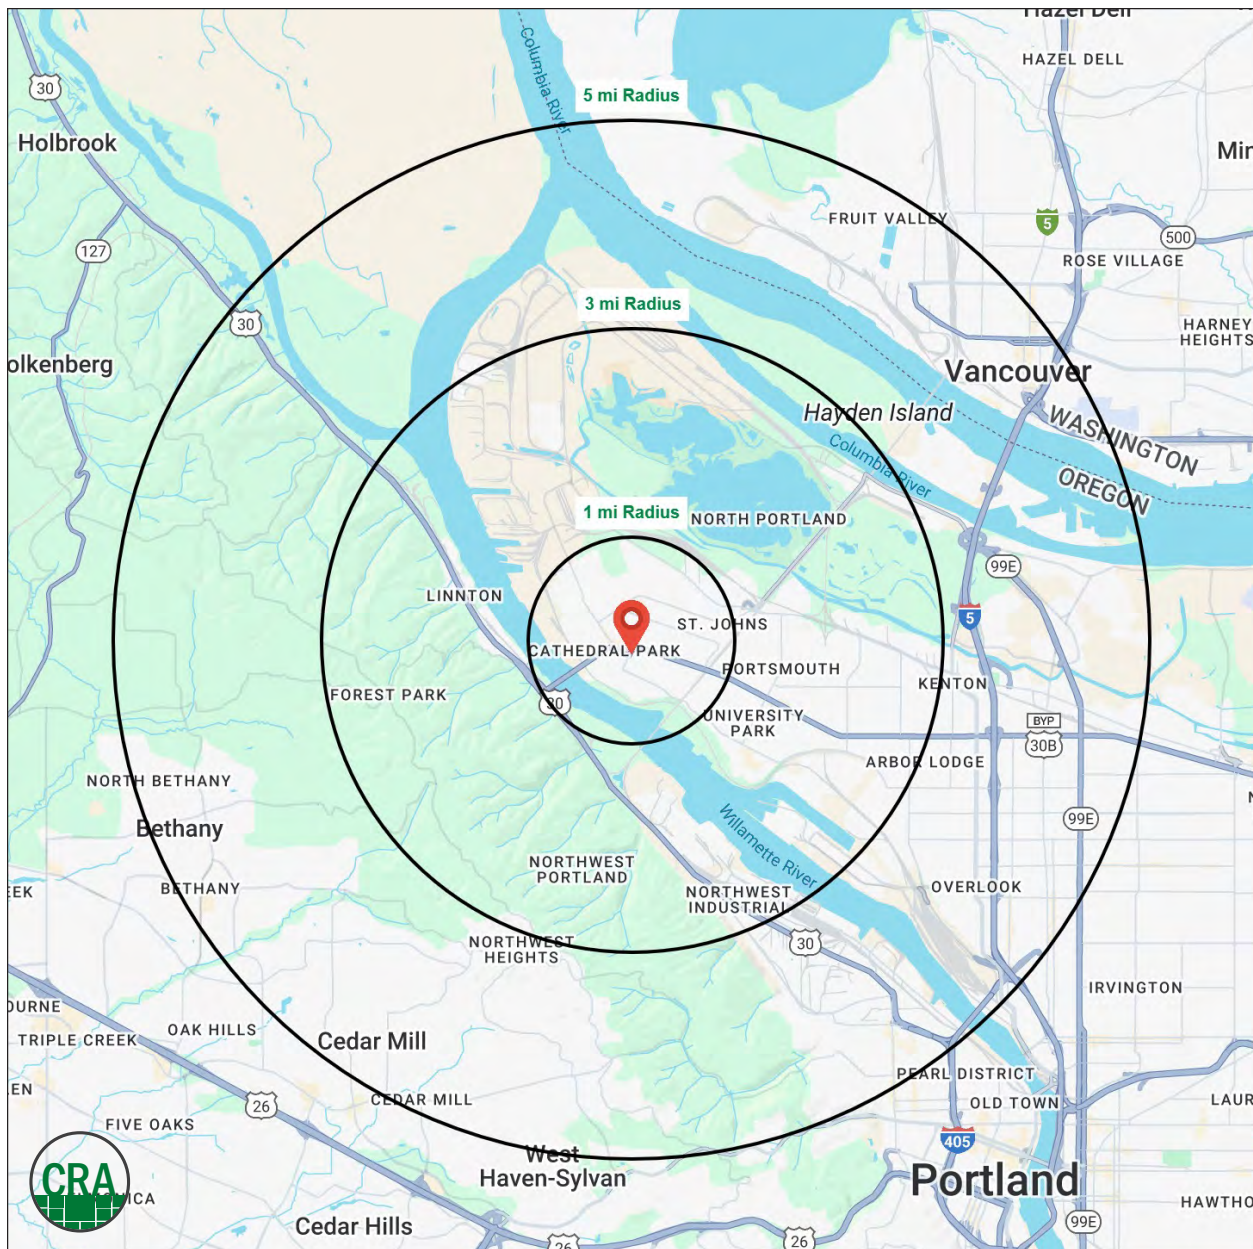 Hazel Dell
HAZEL DELL
5 mi Radius
Columbia River
30
Holbrook
Min
FRUIT VALLEY
5
500
127
ROSE VILLAGE
3 mi Radius
30
HARNEY
HEIGHTS
olkenberg
Vancouver
Hayden Island
WASHINGTON
Columbia River
OREGON
1 mi Radius
NORTH PORTLAND
99E
LINNTON
ST. JOHNS
5
CATHEDRAL PARK
PORTSMOUTH
KENTON
FOREST PARK
30
UNIVERSITY
PARK
BYP
30B
ARBOR LODGE
NORTH BETHANY
N
99E
Bethany
Willamette River
NORTHWEST
PORTLAND
BETHANY
EEK
NORTHWEST
INDUSTRIAL
OVERLOOK
NORTHWEST
HEIGHTS
30
IRVINGTON
OURNE
OAK HILLS
TRIPLE CREEK
Cedar Mill
PEARL DISTRICT
EN
CEDAR MILL
OLD TOWN
LAUR
26
FIVE OAKS
405
West
Haven-Sylvan
CRA
ICA
Portland
HAWTHO
Cedar Hills
99E
26
26